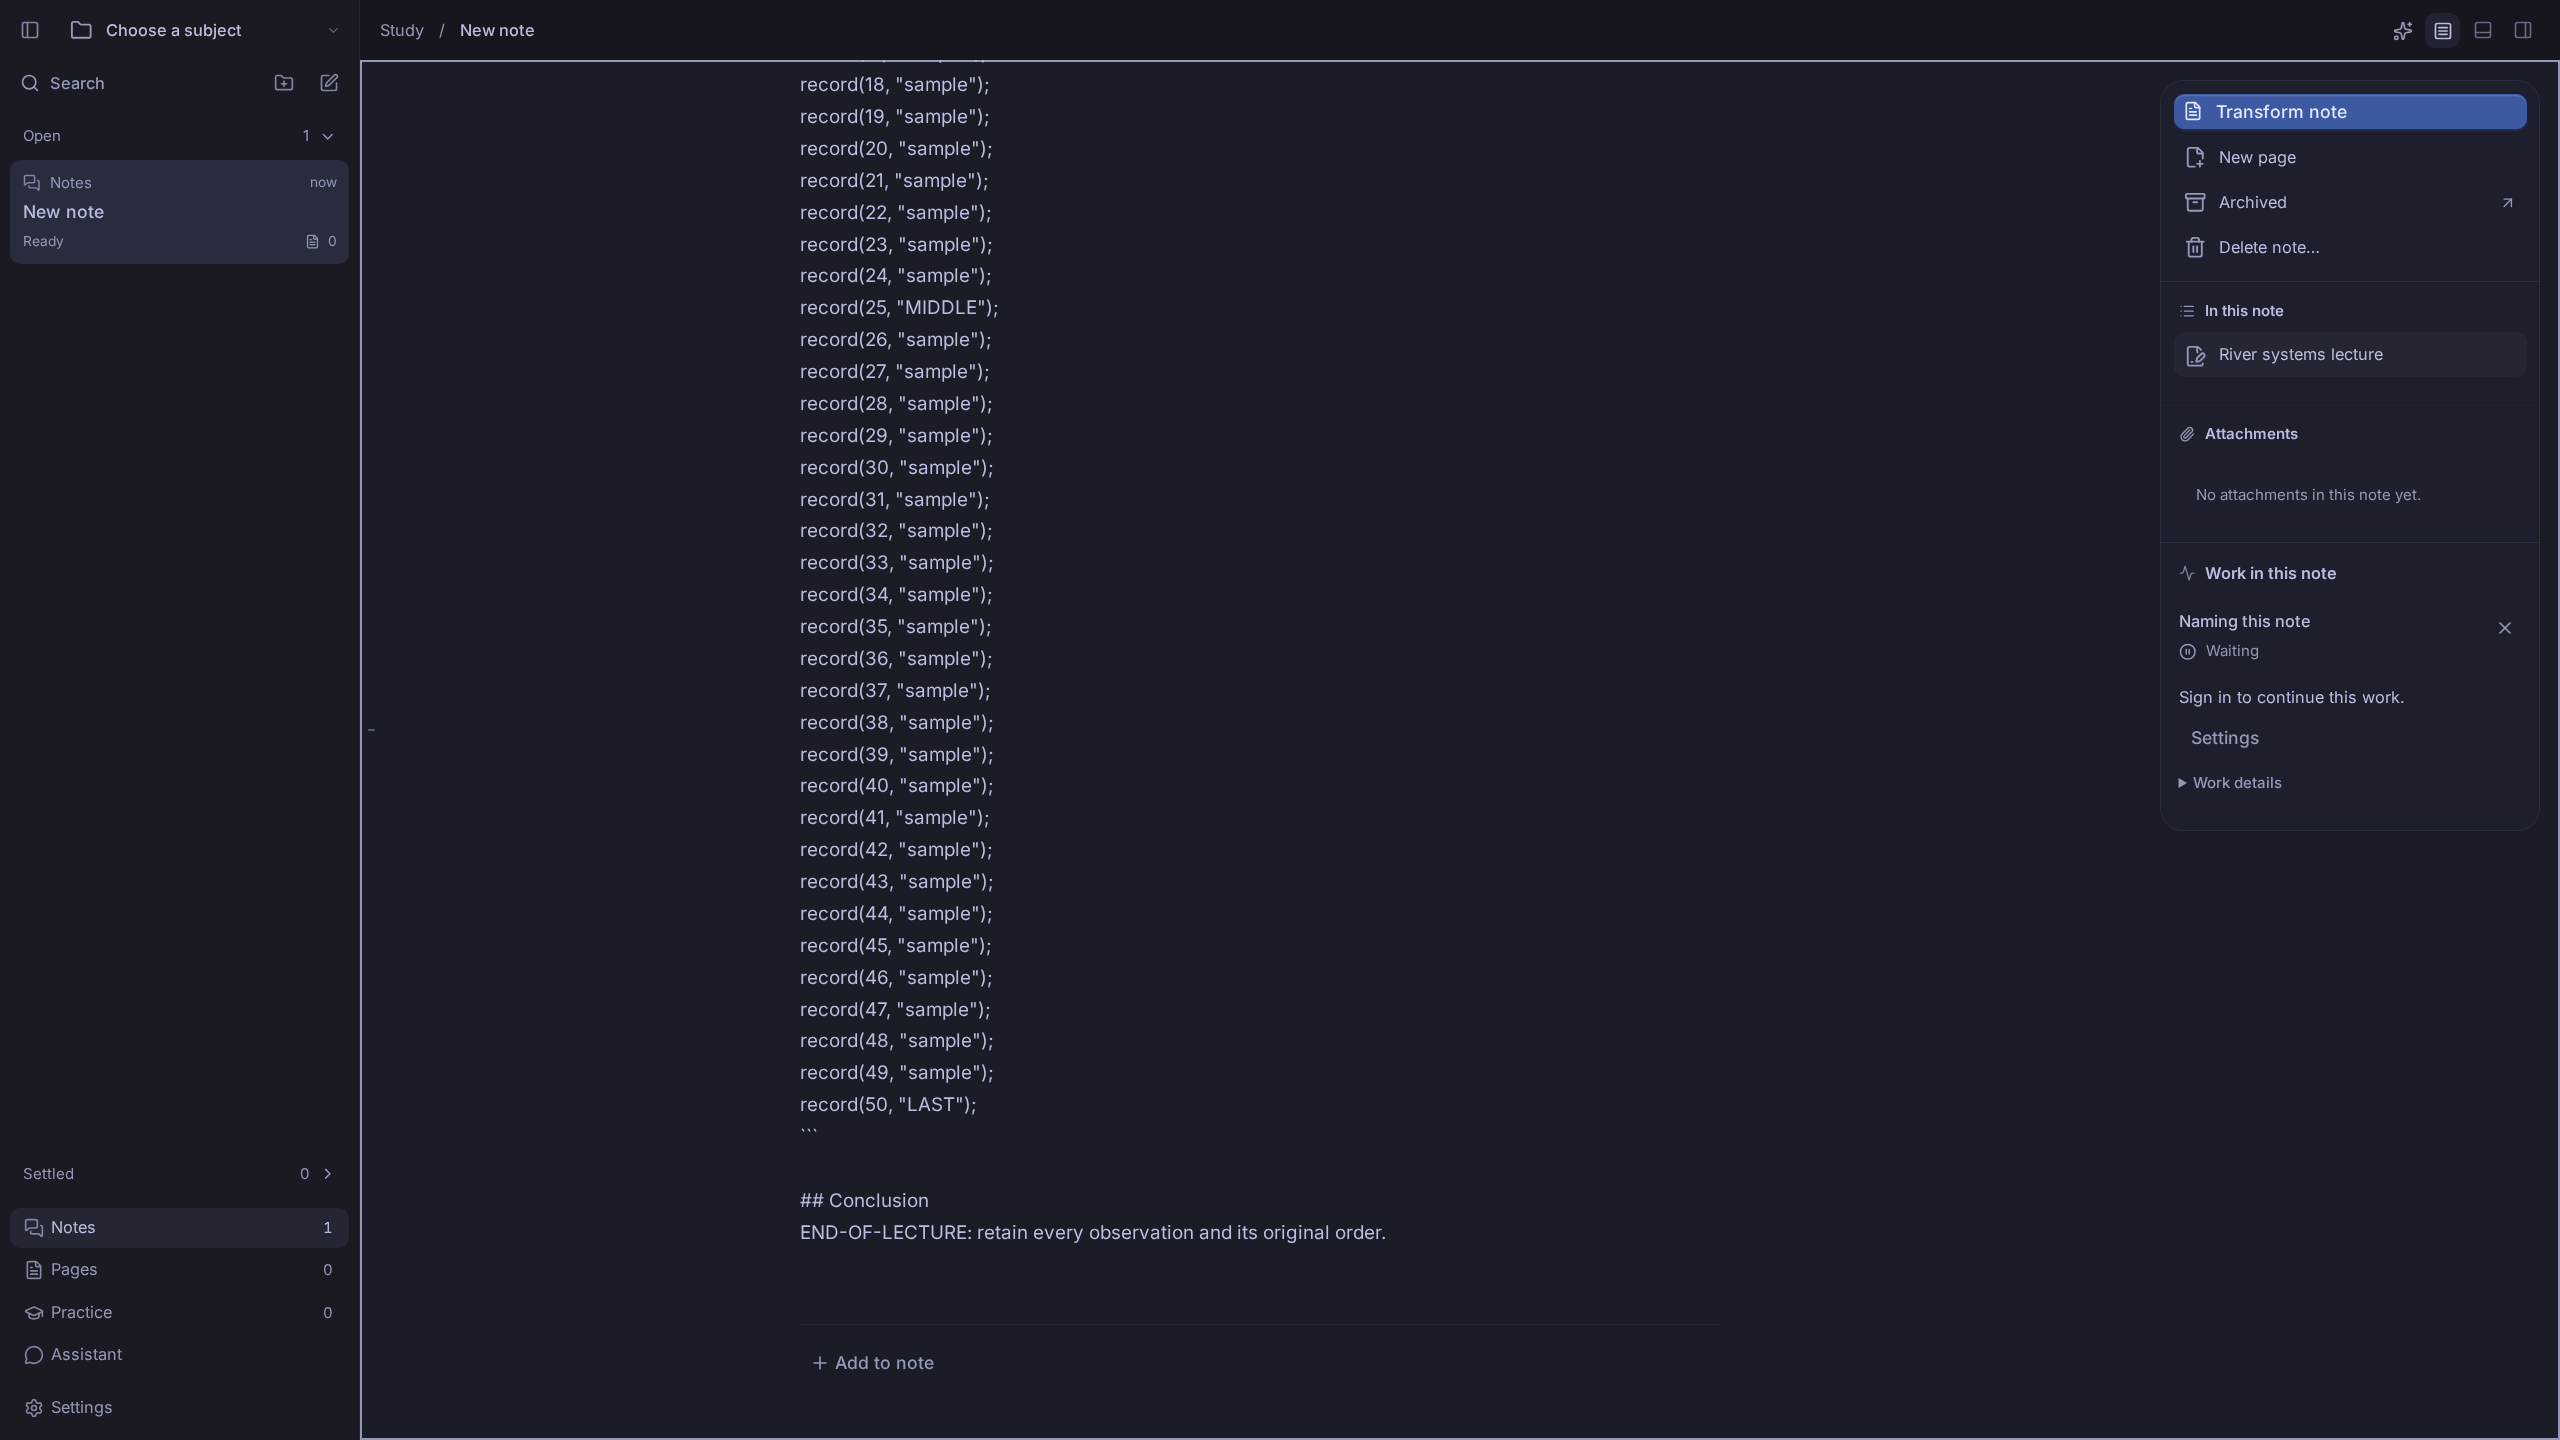 Choose a subject
Search
Open 1
Notes now
New note
Ready 0
Settled 0
Notes 1
Pages 0
Practice 0
Assistant
Settings
Study / New note
record(18, "sample");
record(19, "sample");
record(20, "sample");
record(21, "sample");
record(22, "sample");
record(23, "sample");
record(24, "sample");
record(25, "MIDDLE");
record(26, "sample");
record(27, "sample");
record(28, "sample");
record(29, "sample");
record(30, "sample");
record(31, "sample");
record(32, "sample");
record(33, "sample");
record(34, "sample");
record(35, "sample");
record(36, "sample");
record(37, "sample");
record(38, "sample");
record(39, "sample");
record(40, "sample");
record(41, "sample");
record(42, "sample");
record(43, "sample");
record(44, "sample");
record(45, "sample");
record(46, "sample");
record(47, "sample");
record(48, "sample");
record(49, "sample");
record(50, "LAST");
```
## Conclusion
END-OF-LECTURE: retain every observation and its original order.
+ Add to note
Transform note
New page
Archived
Delete note...
In this note
River systems lecture
Attachments
No attachments in this note yet.
Work in this note
Naming this note
Waiting
Sign in to continue this work.
Settings
Work details